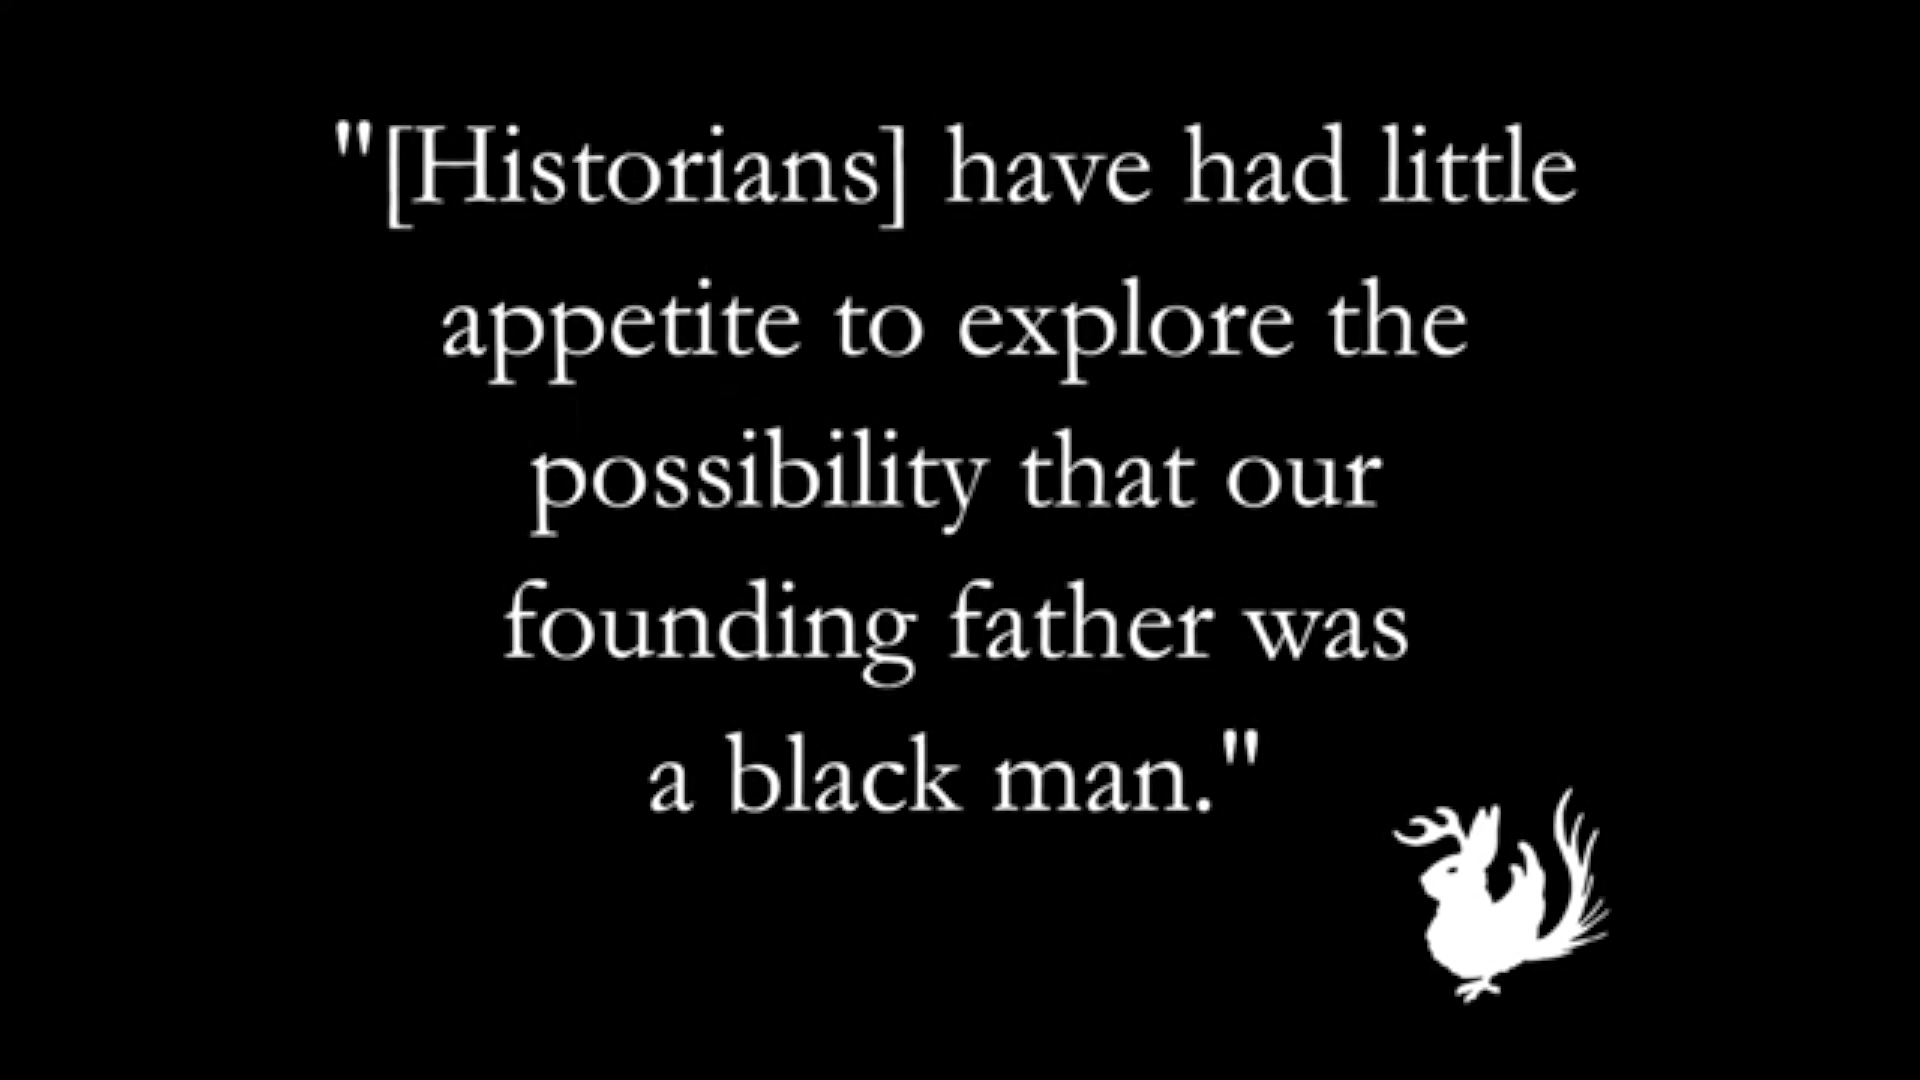 "[Historians] have had little
appetite to explore the
possibility that our
founding father was
a black man."